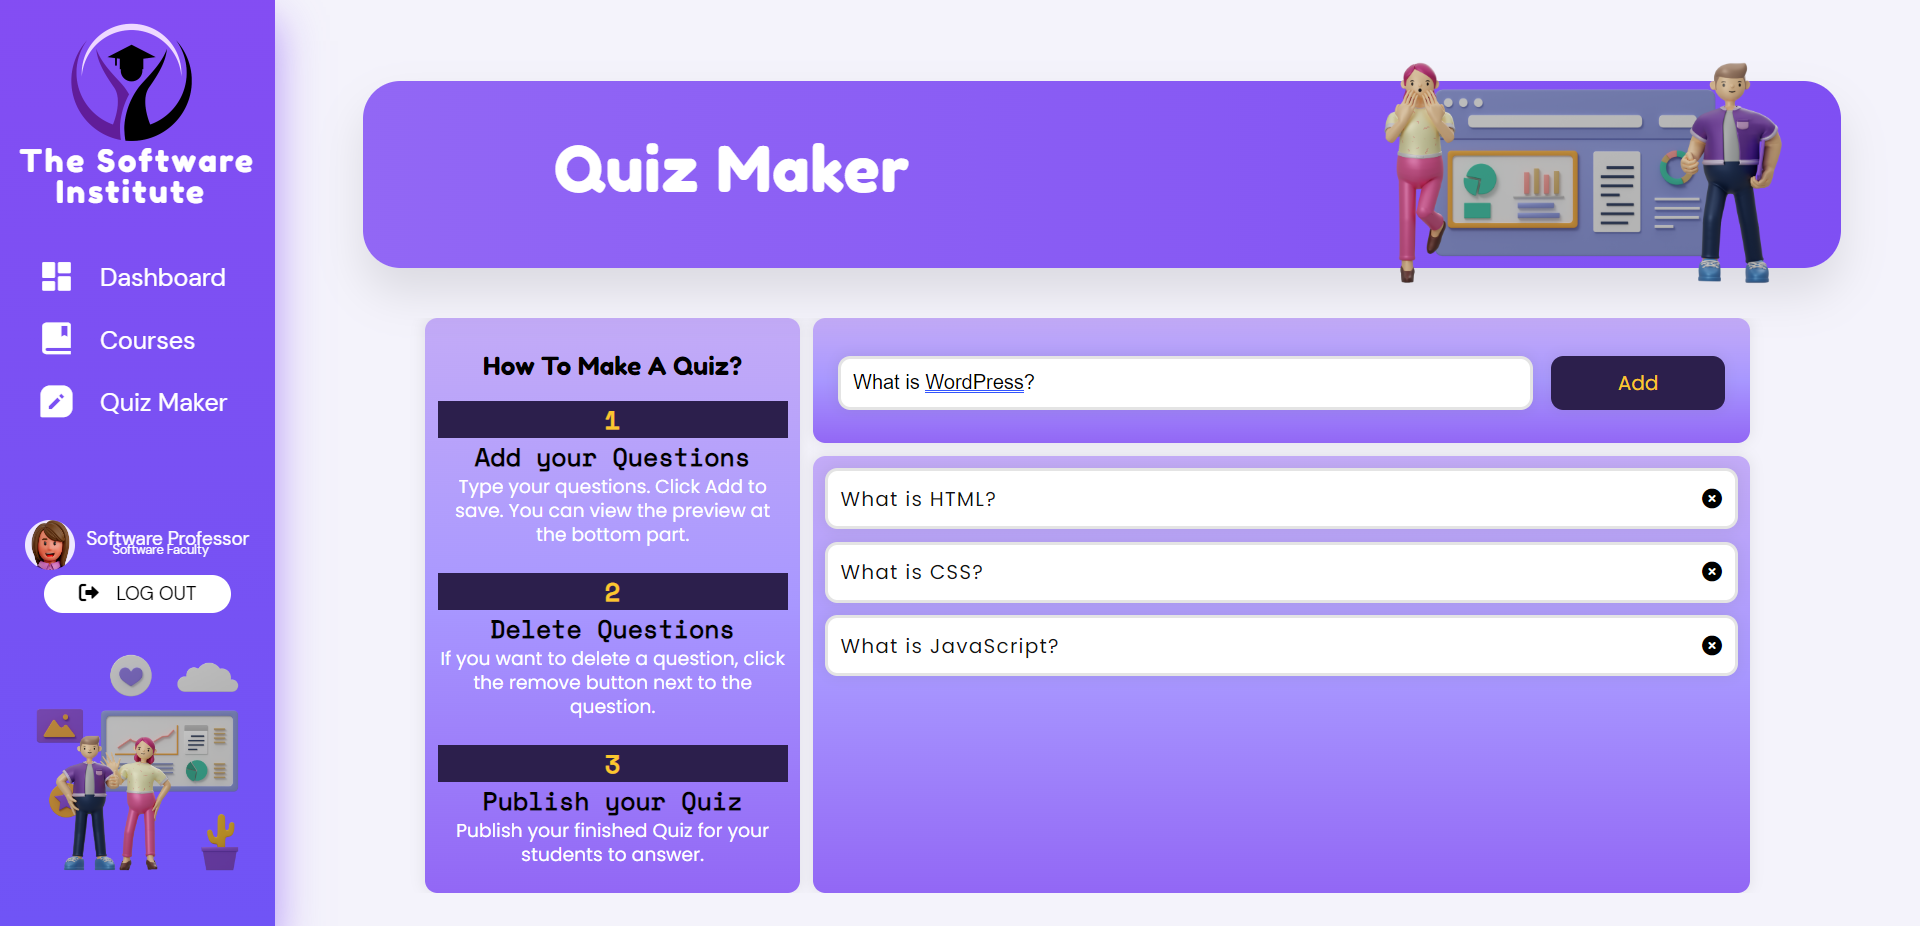 The Software
Institute
Dashboard
Courses
Quiz Maker
Software Professor
Software Faculty
LOG OUT
Quiz Maker
How To Make A Quiz?
1
Add your Questions
Type your questions. Click Add to
save. You can view the preview at
the bottom part.
2
Delete Questions
If you want to delete a question, click
the remove button next to the
question.
3
Publish your Quiz
Publish your finished Quiz for your
students to answer.
What is WordPress?
Add
What is HTML?
What is CSS?
What is JavaScript?